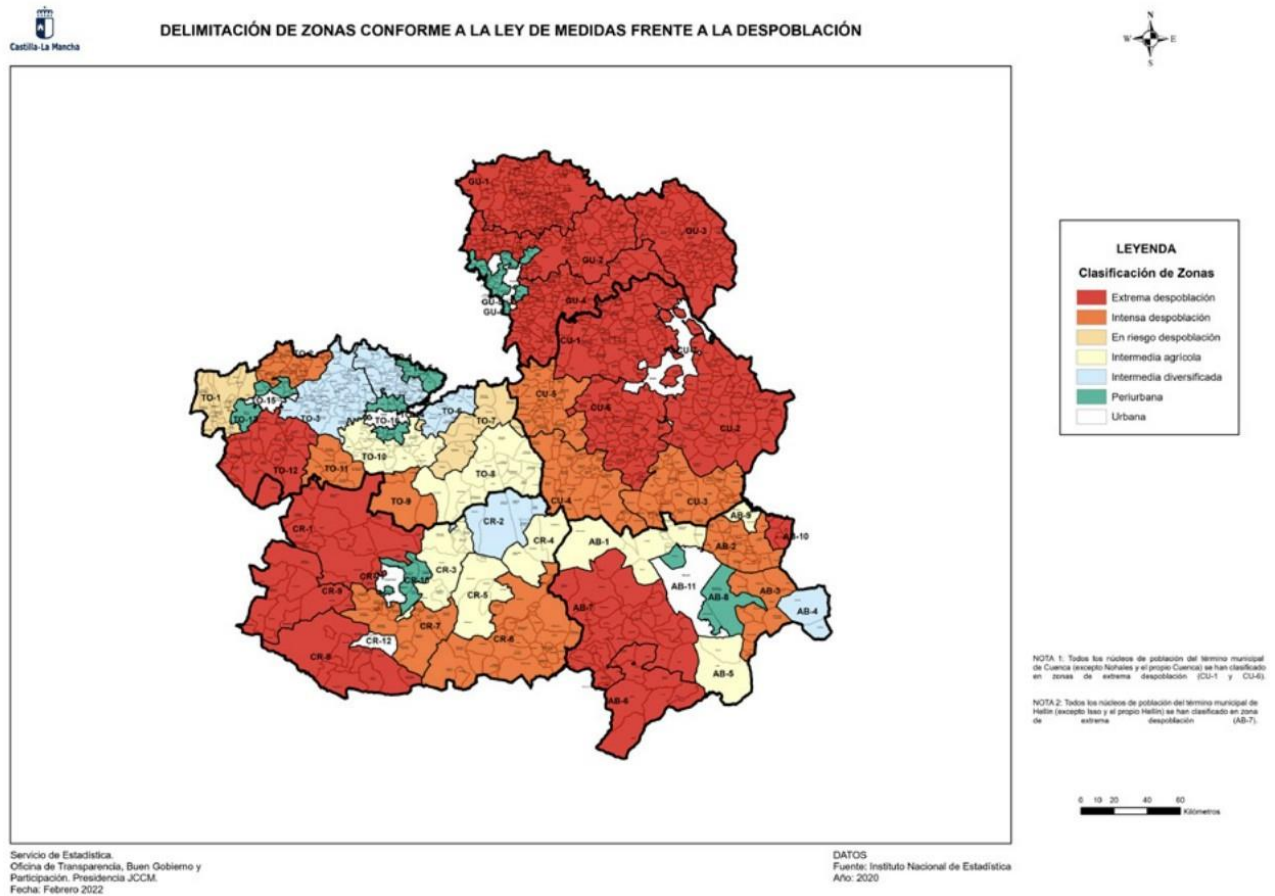 Castilla-La Mancha
DELIMITACIÓN DE ZONAS CONFORME A LA LEY DE MEDIDAS FRENTE A LA DESPOBLACIÓN
N
W E
S
GU-1
GU-3
GU-2
GU-4
CU-1
TO-1
TO-15
TO-3
TO-6
TO-7
CU-5
CU-6
CU-2
TO-10
TO-12
TO-11
TO-8
TO-9
CU-4
CU-3
CR-1
CR-2
CR-4
AB-1
AB-9
AB-2
AB-10
CR-3
CR-10
CR-9
CR-5
AB-7
AB-11
AB-8
AB-3
AB-4
CR-7
CR-12
CR-6
CR-8
AB-5
AB-6
LEYENDA
Clasificación de Zonas
Extrema despoblación
Intensa despoblación
En riesgo despoblación
Intermedia agrícola
Intermedia diversificada
Periurbana
Urbana
NOTA 1: Todos los núcleos de población del término municipal
de Cuenca (excepto Nohales y el propio Cuenca) se han clasificado
en zonas de extrema despoblación (CU-1 y CU-6).
NOTA 2: Todos los núcleos de población del término municipal de
Hellín (excepto Isso y el propio Hellín) se han clasificado en zona
de extrema despoblación (AB-7).
0 10 20 40 60
Kilómetros
Servicio de Estadística.
Oficina de Transparencia, Buen Gobierno y
Participación. Presidencia JCCM.
Fecha: Febrero 2022
DATOS
Fuente: Instituto Nacional de Estadística
Año: 2020